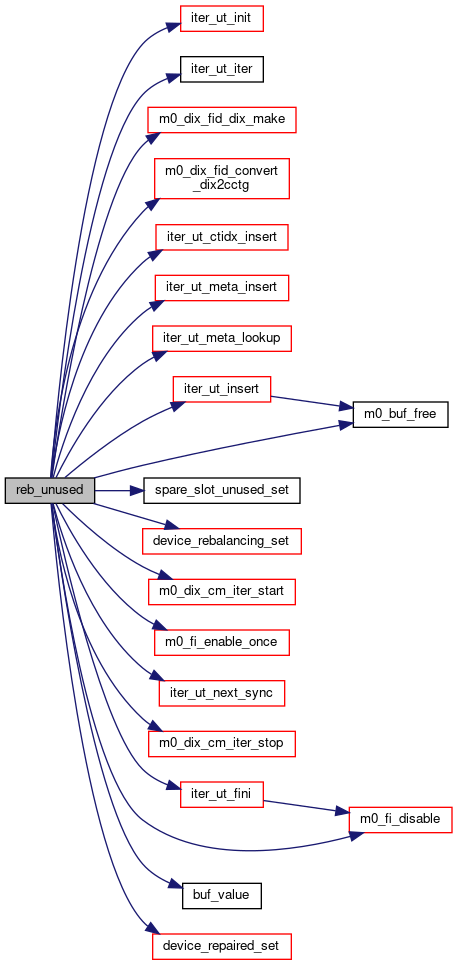 iter_ut_init
iter_ut_iter
m0_dix_fid_dix_make
m0_dix_fid_convert
_dix2cctg
iter_ut_ctidx_insert
iter_ut_meta_insert
iter_ut_meta_lookup
iter_ut_insert
m0_buf_free
reb_unused
spare_slot_unused_set
device_rebalancing_set
m0_dix_cm_iter_start
m0_fi_enable_once
iter_ut_next_sync
m0_dix_cm_iter_stop
iter_ut_fini
m0_fi_disable
buf_value
device_repaired_set